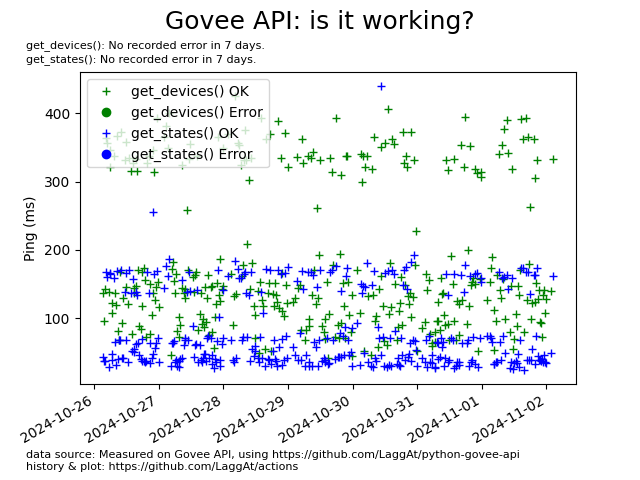 Govee API: is it working?
get_devices(): No recorded error in 7 days.
get_states(): No recorded error in 7 days.
get_devices() OK
get_devices() Error
get_states() OK
get_states() Error
Ping (ms)
400
300
200
100
2024-10-26
2024-10-27
2024-10-28
2024-10-29
2024-10-30
2024-10-31
2024-11-01
2024-11-02
data source: Measured on Govee API, using https://github.com/LaggAt/python-govee-api
history & plot: https://github.com/LaggAt/actions